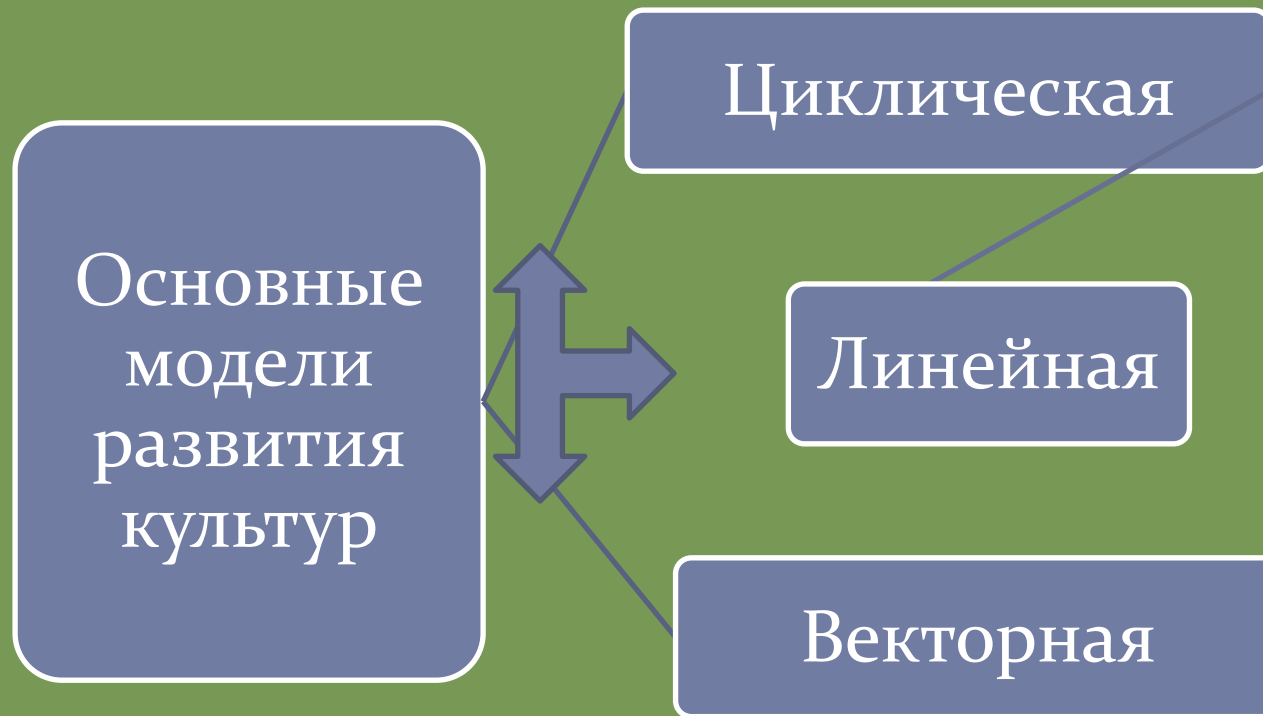 Основные
модели
развития
культур
Циклическая
Линейная
Векторная